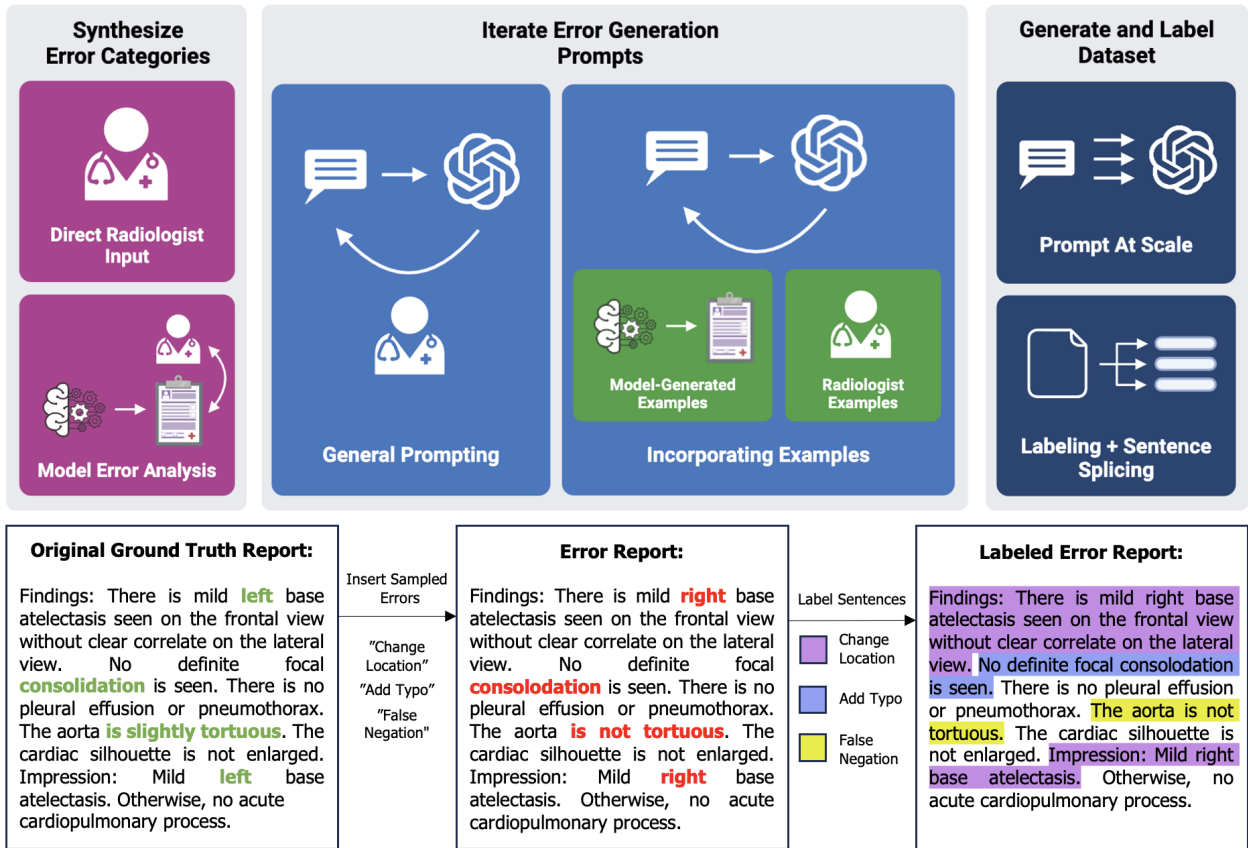 Synthesize
Error Categories
Direct Radiologist
Input
Model Error Analysis
Iterate Error Generation
Prompts
General Prompting
Model-Generated
Examples
Radiologist
Examples
Incorporating Examples
Generate and Label
Dataset
Prompt At Scale
Labeling + Sentence
Splicing
Original Ground Truth Report:
Findings: There is mild left base
atelectasis seen on the frontal view
without clear correlate on the lateral
view. No definite focal
consolidation is seen. There is no
pleural effusion or pneumothorax.
The aorta is slightly tortuous. The
cardiac silhouette is not enlarged.
Impression: Mild left base
atelectasis. Otherwise, no acute
cardiopulmonary process.
Insert Sampled
Errors
"Change
Location"
"Add Typo"
"False
Negation"
Error Report:
Findings: There is mild right base
atelectasis seen on the frontal view
without clear correlate on the lateral
view. No definite focal
consolodation is seen. There is no
pleural effusion or pneumothorax.
The aorta is not tortuous. The
cardiac silhouette is not enlarged.
Impression: Mild right base
atelectasis. Otherwise, no acute
cardiopulmonary process.
Label Sentences
Change
Location
Add Typo
False
Negation
Labeled Error Report:
Findings: There is mild right base
atelectasis seen on the frontal view
without clear correlate on the lateral
view. No definite focal consolodation
is seen. There is no pleural effusion
or pneumothorax. The aorta is not
tortuous. The cardiac silhouette is
not enlarged. Impression: Mild right
base atelectasis. Otherwise, no
acute cardiopulmonary process.